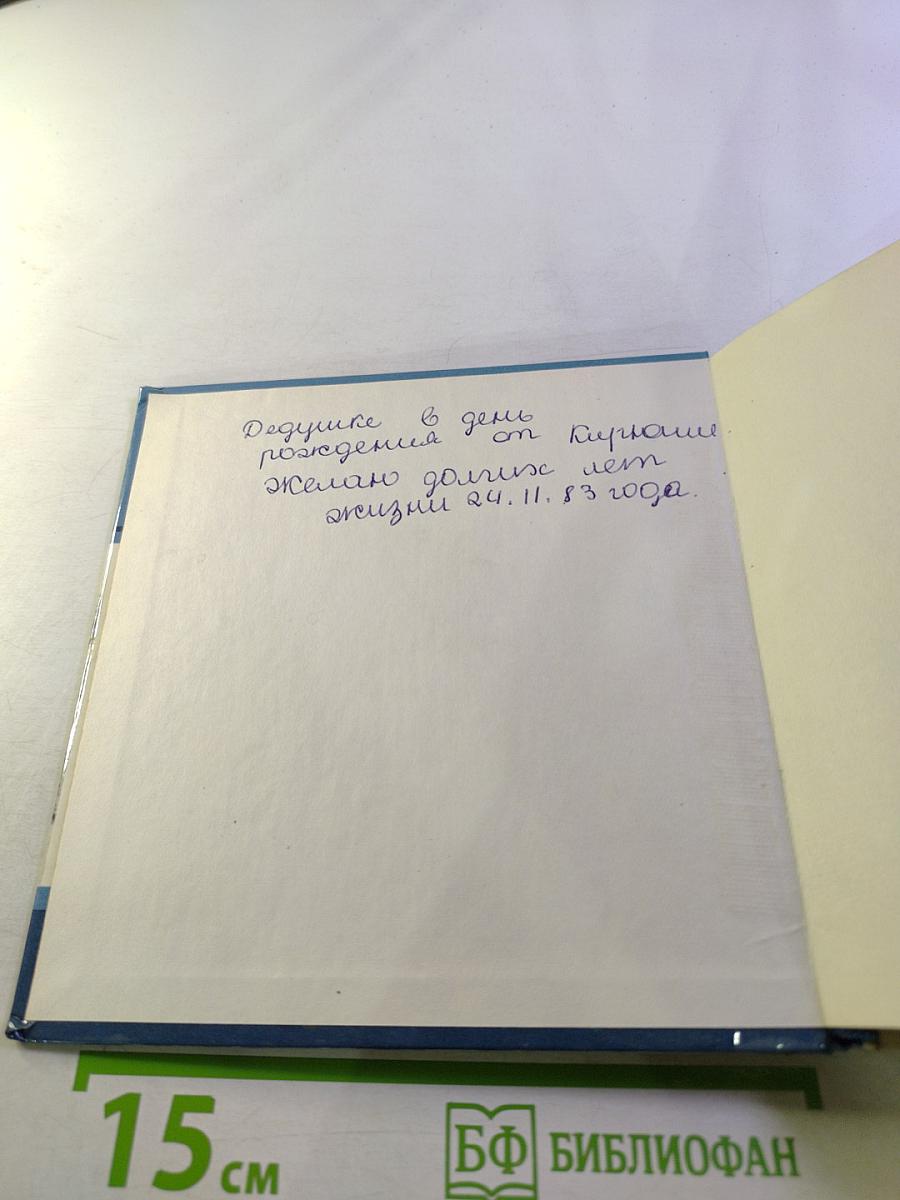 Дедушке в день
рождения от Кирюши.
Желаю долгих лет
жизни 24.11.83 года.
15 см
БФ БИБЛИОФАН